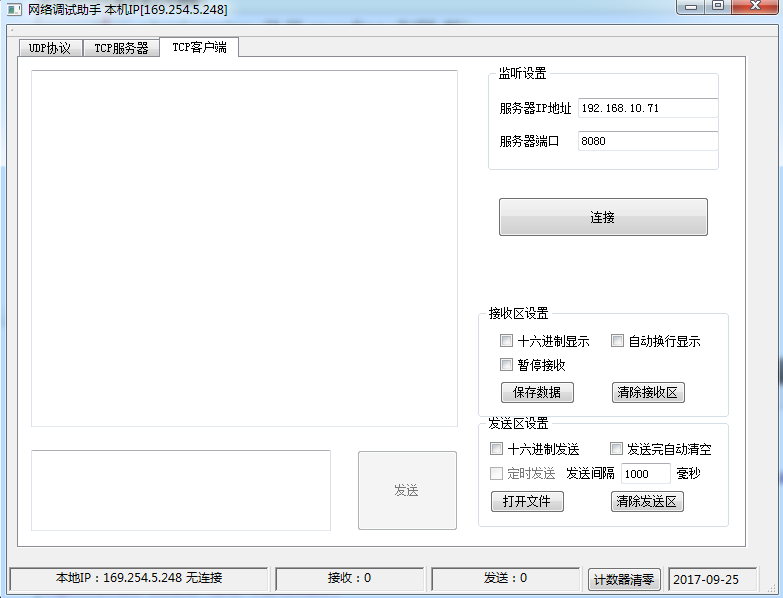 网络调试助手 本机IP[169.254.5.248]
UDP协议 TCP服务器 TCP客户端
监听设置
服务器IP地址 192.168.10.71
服务器端口 8080
连接
接收区设置
十六进制显示 自动换行显示
暂停接收
保存数据 清除接收区
发送区设置
十六进制发送 发送完自动清空
定时发送 发送间隔 1000 毫秒
打开文件 清除发送区
发送
本地IP：169.254.5.248 无连接 接收：0 发送：0 计数器清零 2017-09-25